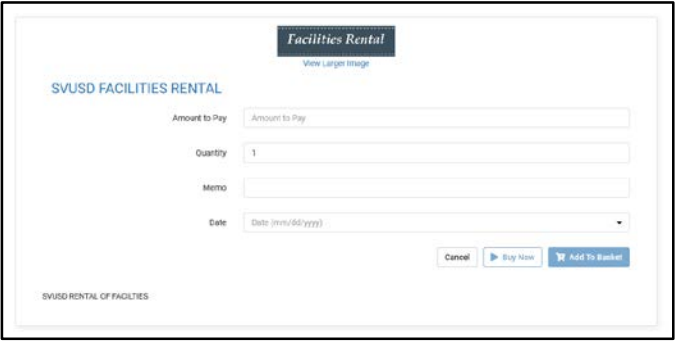 Facilities Rental
View Larger Image
SVUSD FACILITIES RENTAL
Amount to Pay Amount to Pay
Quantity 1
Memo
Date Date (mm/dd/yyyy)
Cancel Buy Now Add To Basket
SVUSD RENTAL OF FACILTIES